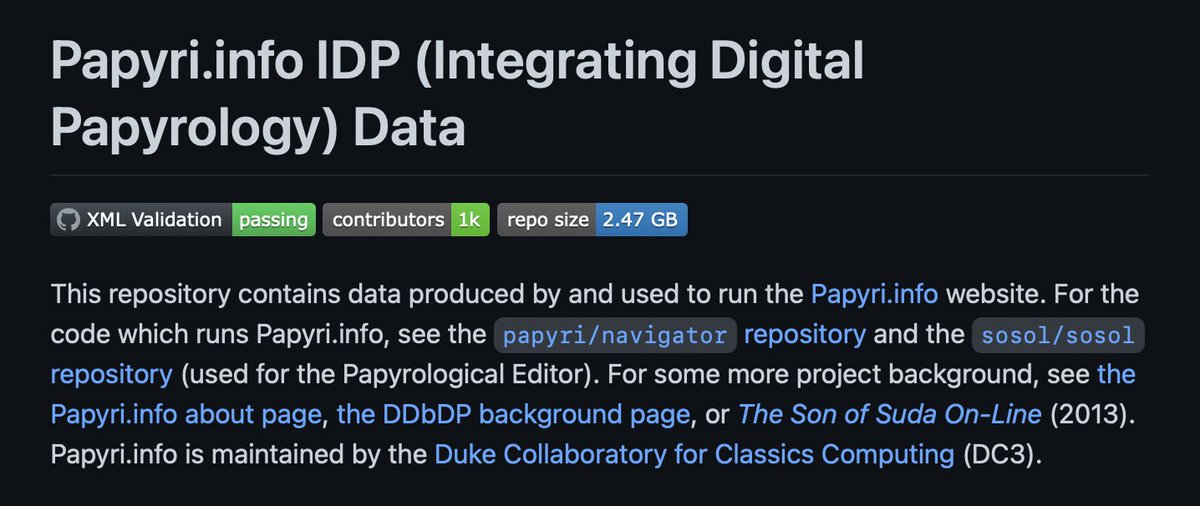 Papyri.info IDP (Integrating Digital
Papyrology) Data
XML Validation passing contributors 1k repo size 2.47 GB
This repository contains data produced by and used to run the Papyri.info website. For the
code which runs Papyri.info, see the papyri/navigator repository and the sosol/sosol
repository (used for the Papyrological Editor). For some more project background, see the
Papyri.info about page, the DDbDP background page, or The Son of Suda On-Line (2013).
Papyri.info is maintained by the Duke Collaboratory for Classics Computing (DC3).